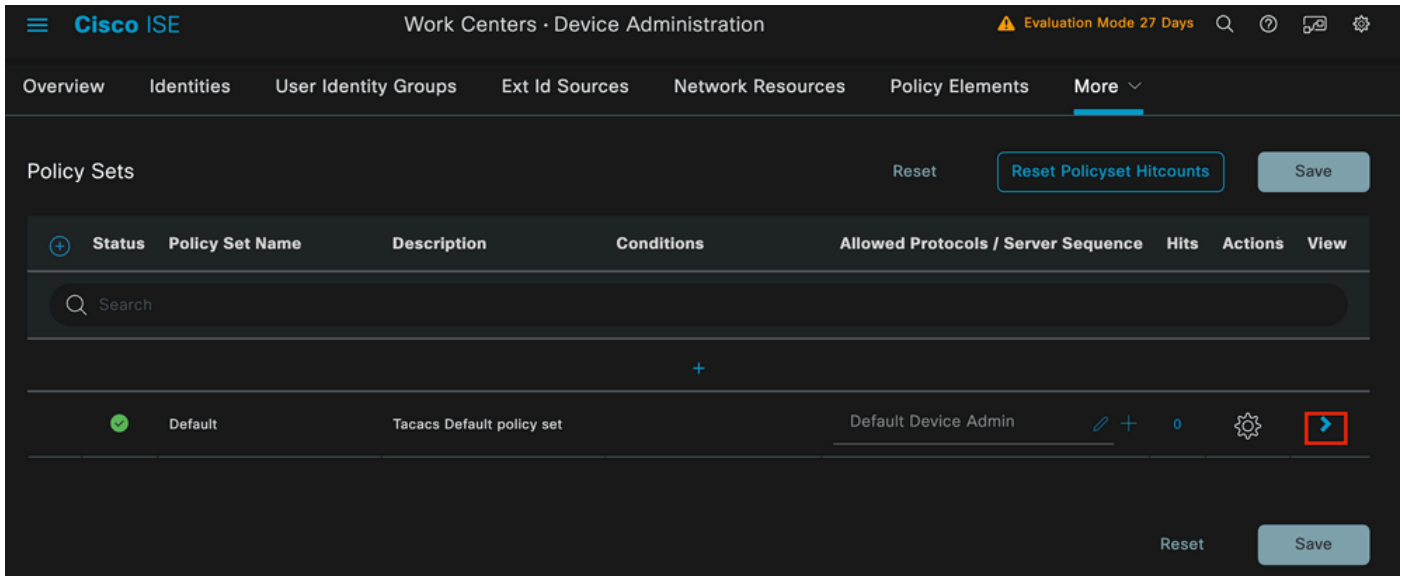 Cisco ISE Work Centers · Device Administration Evaluation Mode 27 Days
Overview Identities User Identity Groups Ext Id Sources Network Resources Policy Elements More
Policy Sets Reset Reset Policyset Hitcounts Save
Status Policy Set Name Description Conditions Allowed Protocols / Server Sequence Hits Actions View
Search
+
Default Tacacs Default policy set Default Device Admin + 0
Reset Save